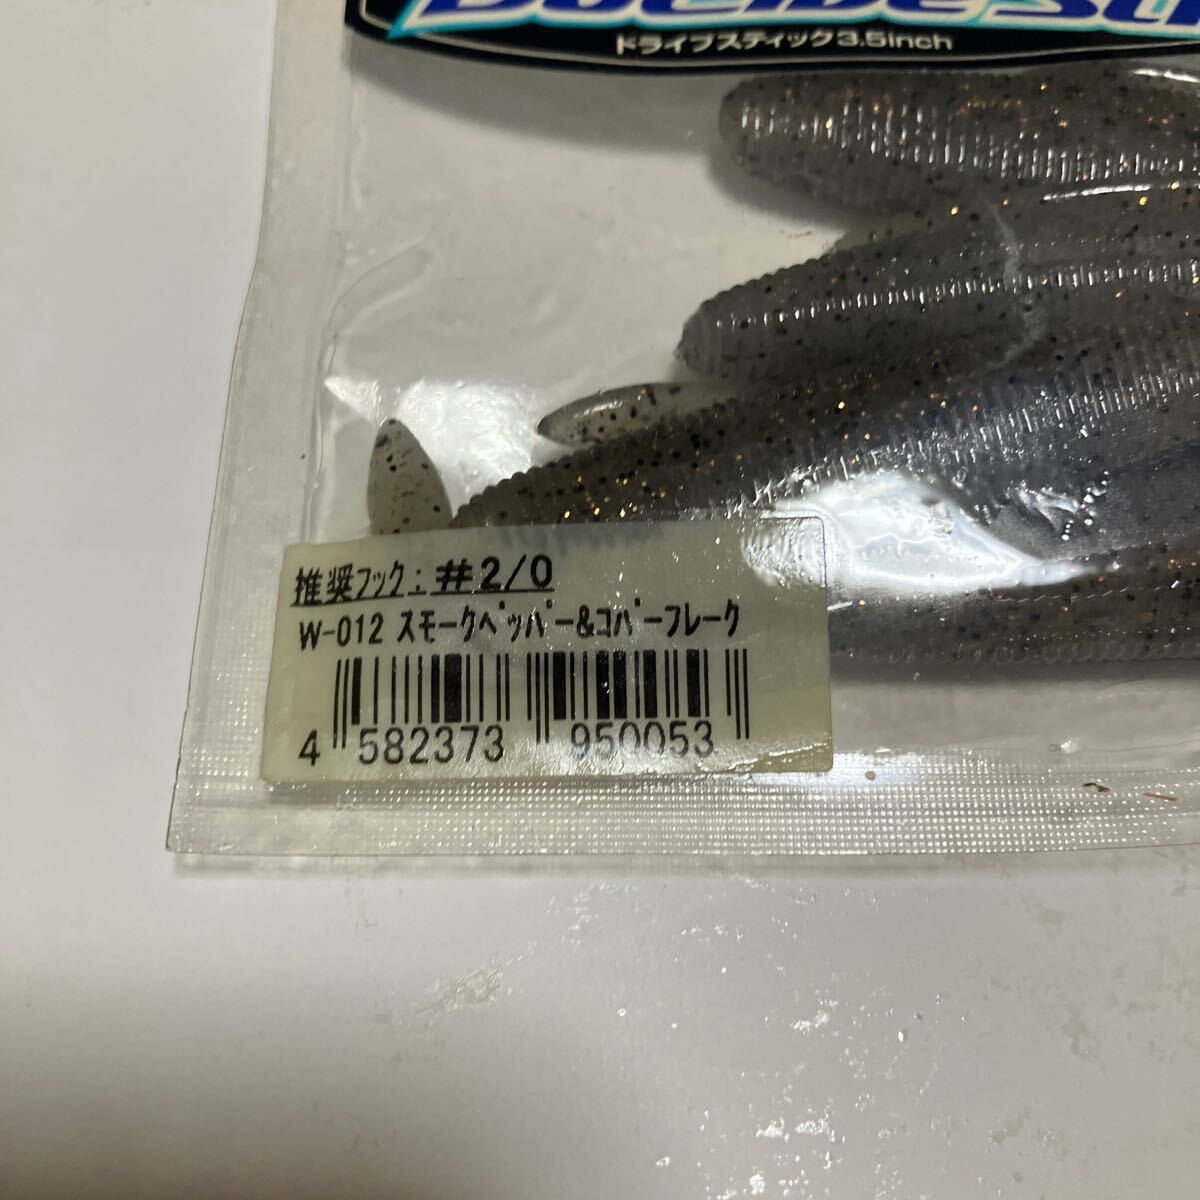 ドライブスティック3.5inch
推奨フック:#2/0
W-012 スモークペッパー&コパーフレーク
4 582373 950053